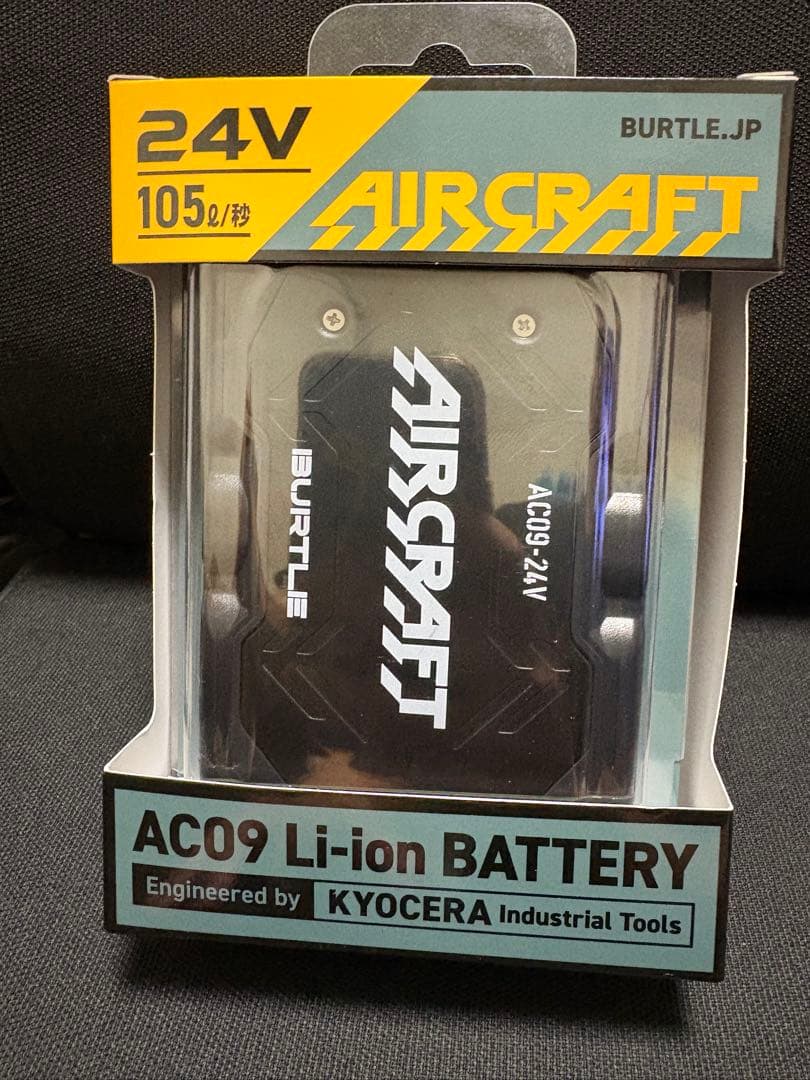 24V
105ℓ/秒
BURTLE.JP
AIRCRAFT
AIRCRAFT
BURTLE
AC09-24V
AC09 Li-ion BATTERY
Engineered by KYOCERA Industrial Tools